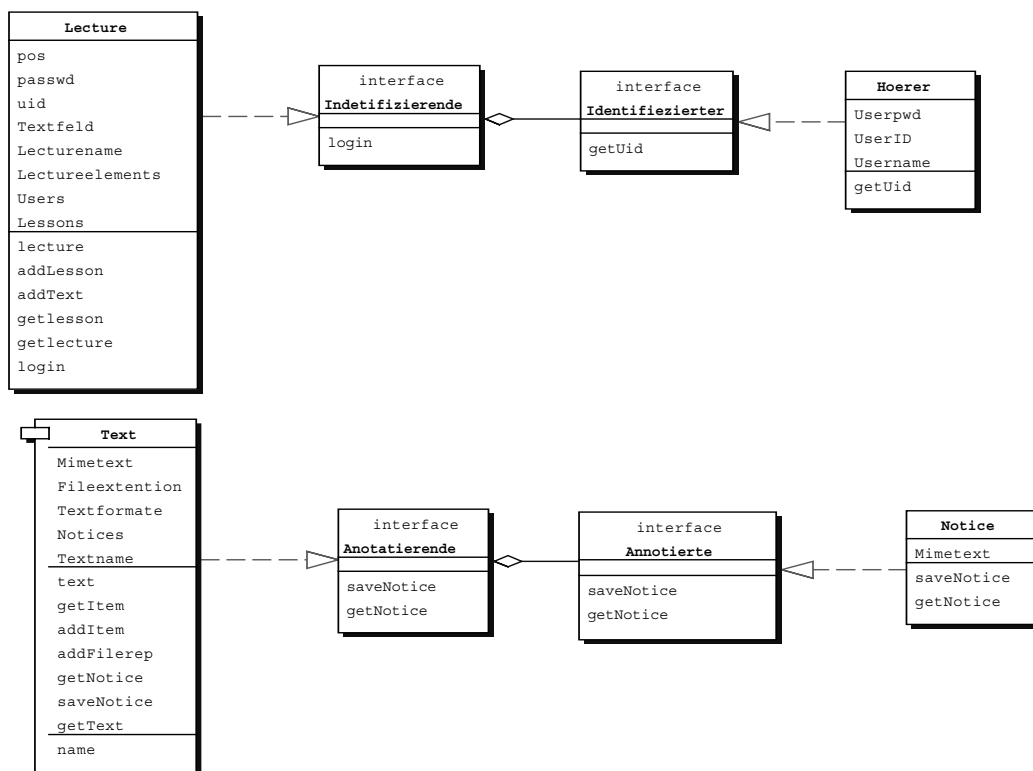 Lecture
pos
passwd
uid
Textfeld
Lecturename
Lectureelements
Users
Lessons
lecture
addLesson
addText
getlesson
getlecture
login
interface
Indetifizierende
login
interface
Identifiezierter
getUid
Hoerer
Userpwd
UserID
Username
getUid
Text
Mimetext
Fileextention
Textformate
Notices
Textname
text
getItem
addItem
addFilerep
getNotice
saveNotice
getText
name
interface
Anotatierende
saveNotice
getNotice
interface
Annotierte
saveNotice
getNotice
Notice
Mimetext
saveNotice
getNotice